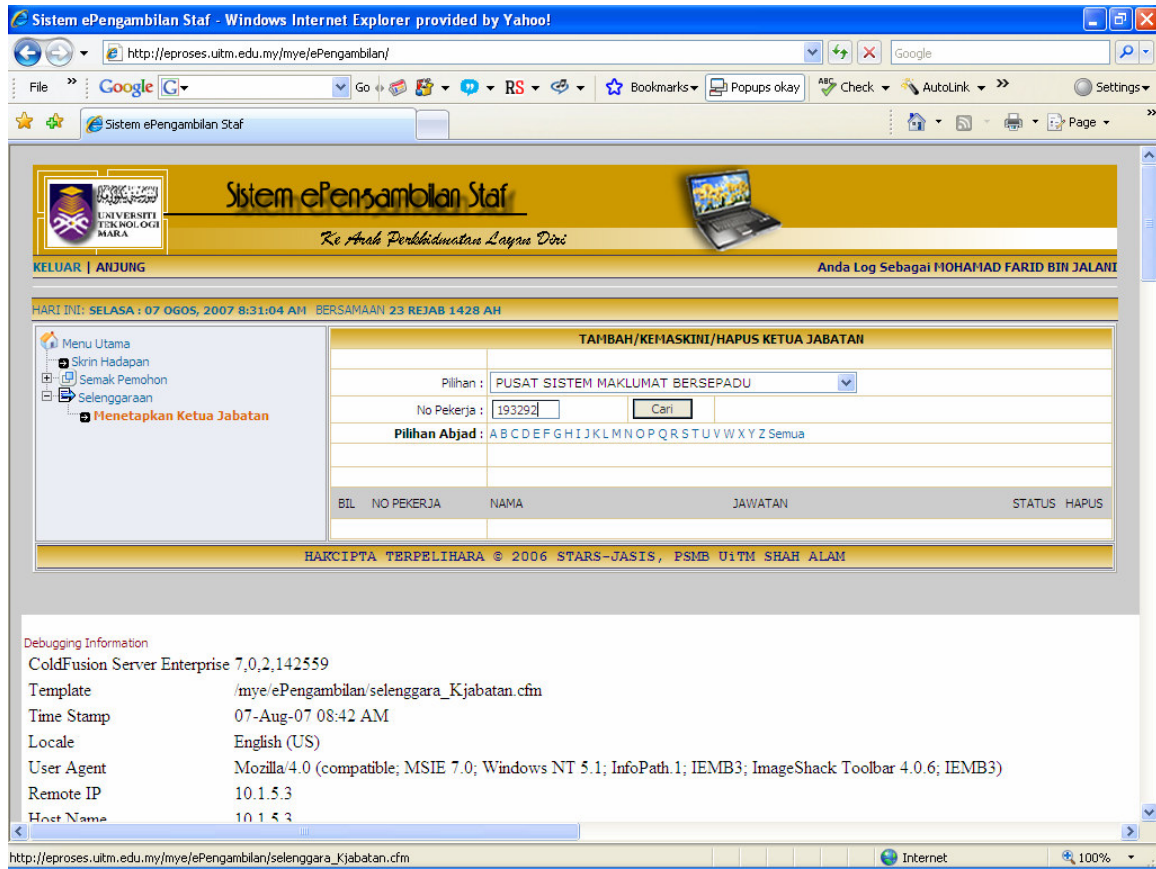 Sistem ePengambilan Staf - Windows Internet Explorer provided by Yahoo!
http://eproses.uitm.edu.my/mye/ePengambilan/
Google
File » Google G Go RS Bookmarks Popups okay ABC Check AutoLink » Settings
Sistem ePengambilan Staf Page »
UNIVERSITI
TEKNOLOGI
MARA
Sistem ePengambilan Staf
Ke Arah Perkhidmatan Layan Diri
KELUAR | ANJUNG Anda Log Sebagai MOHAMAD FARID BIN JALANI
HARI INI: SELASA : 07 OGOS, 2007 8:31:04 AM BERSAMAAN 23 REJAB 1428 AH
Menu Utama
Skrin Hadapan
Semak Pemohon
Selenggaraan
Menetapkan Ketua Jabatan
TAMBAH/KEMASKINI/HAPUS KETUA JABATAN
Pilihan : PUSAT SISTEM MAKLUMAT BERSEPADU
No Pekerja : 193292 Cari
Pilihan Abjad : A B C D E F G H I J K L M N O P Q R S T U V W X Y Z Semua
BIL NO PEKERJA NAMA JAWATAN STATUS HAPUS
HAKCIPTA TERPELIHARA © 2006 STARS-JASIS, PSMB UiTM SHAH ALAM
Debugging Information
ColdFusion Server Enterprise 7,0,2,142559
Template /mye/ePengambilan/selenggara_Kjabatan.cfm
Time Stamp 07-Aug-07 08:42 AM
Locale English (US)
User Agent Mozilla/4.0 (compatible; MSIE 7.0; Windows NT 5.1; InfoPath.1; IEMB3; ImageShack Toolbar 4.0.6; IEMB3)
Remote IP 10.1.5.3
Host Name 10.1.5.3
http://eproses.uitm.edu.my/mye/ePengambilan/selenggara_Kjabatan.cfm Internet 100%